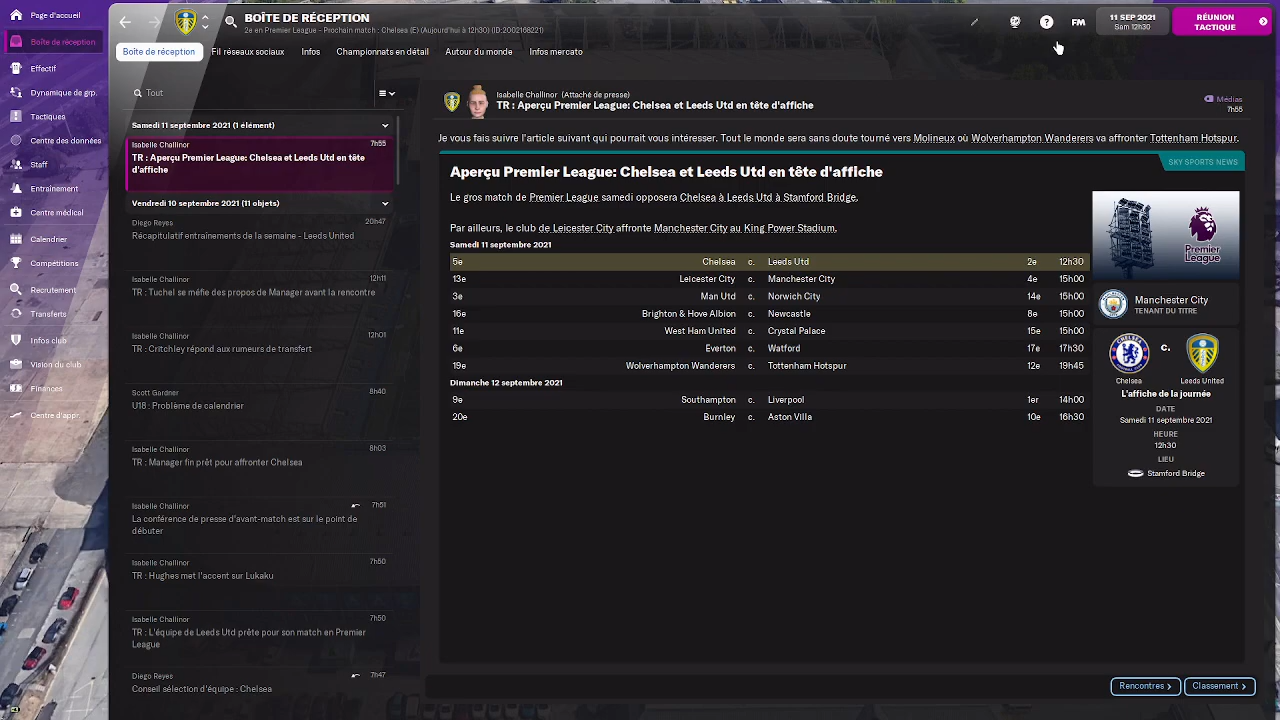 Page d'accueil
Boîte de réception
Effectif
Dynamique de grp.
Tactiques
Centre des données
Staff
Entraînement
Centre médical
Calendrier
Compétitions
Recrutement
Transferts
Infos club
Vision du club
Finances
Centre d'appr.
BOÎTE DE RÉCEPTION
2e en Premier League - Prochain match : Chelsea (E) (Aujourd'hui à 12h30) (ID:2002168221)
FM
11 SEP 2021
Sam 12h30
RÉUNION
TACTIQUE
Boîte de réception
Fil réseaux sociaux
Infos
Championnats en détail
Autour du monde
Infos mercato
Tout
Samedi 11 septembre 2021 (1 élément)
Isabelle Challinor 7h55
TR : Aperçu Premier League: Chelsea et Leeds Utd en tête
d'affiche
Vendredi 10 septembre 2021 (11 objets)
Diego Reyes 20h47
Récapitulatif entraînements de la semaine - Leeds United
Isabelle Challinor 12h11
TR : Tuchel se méfie des propos de Manager avant la rencontre
Isabelle Challinor 12h01
TR : Critchley répond aux rumeurs de transfert
Scott Gardner 8h40
U18 : Problème de calendrier
Isabelle Challinor 8h03
TR : Manager fin prêt pour affronter Chelsea
Isabelle Challinor 7h51
La conférence de presse d'avant-match est sur le point de
débuter
Isabelle Challinor 7h50
TR : Hughes met l'accent sur Lukaku
Isabelle Challinor 7h50
TR : L'équipe de Leeds Utd prête pour son match en Premier
League
Diego Reyes 7h47
Conseil sélection d'équipe : Chelsea
Isabelle Challinor (Attaché de presse)
TR : Aperçu Premier League: Chelsea et Leeds Utd en tête d'affiche
Médias
7h55
Je vous fais suivre l'article suivant qui pourrait vous intéresser. Tout le monde sera sans doute tourné vers Molineux où Wolverhampton Wanderers va affronter Tottenham Hotspur.
SKY SPORTS NEWS
Aperçu Premier League: Chelsea et Leeds Utd en tête d'affiche
Le gros match de Premier League samedi opposera Chelsea à Leeds Utd à Stamford Bridge.
Par ailleurs, le club de Leicester City affronte Manchester City au King Power Stadium.
Samedi 11 septembre 2021
5e Chelsea c. Leeds Utd 2e 12h30
13e Leicester City c. Manchester City 4e 15h00
3e Man Utd c. Norwich City 14e 15h00
16e Brighton & Hove Albion c. Newcastle 8e 15h00
11e West Ham United c. Crystal Palace 15e 15h00
6e Everton c. Watford 17e 17h30
19e Wolverhampton Wanderers c. Tottenham Hotspur 12e 19h45
Dimanche 12 septembre 2021
9e Southampton c. Liverpool 1er 14h00
20e Burnley c. Aston Villa 10e 16h30
Premier
League
Manchester City
TENANT DU TITRE
c.
Chelsea Leeds United
L'affiche de la journée
DATE
Samedi 11 septembre 2021
HEURE
12h30
LIEU
Stamford Bridge
Rencontres
Classement